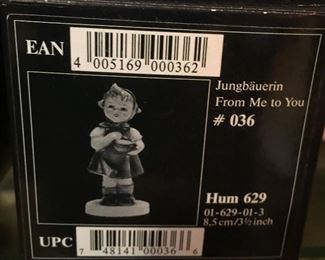 EAN
4 005169 000362
Jungbäuerin
From Me to You
# 036
Hum 629
01-629-01-3
8,5 cm/3½ inch
UPC
7 48141 00036 6